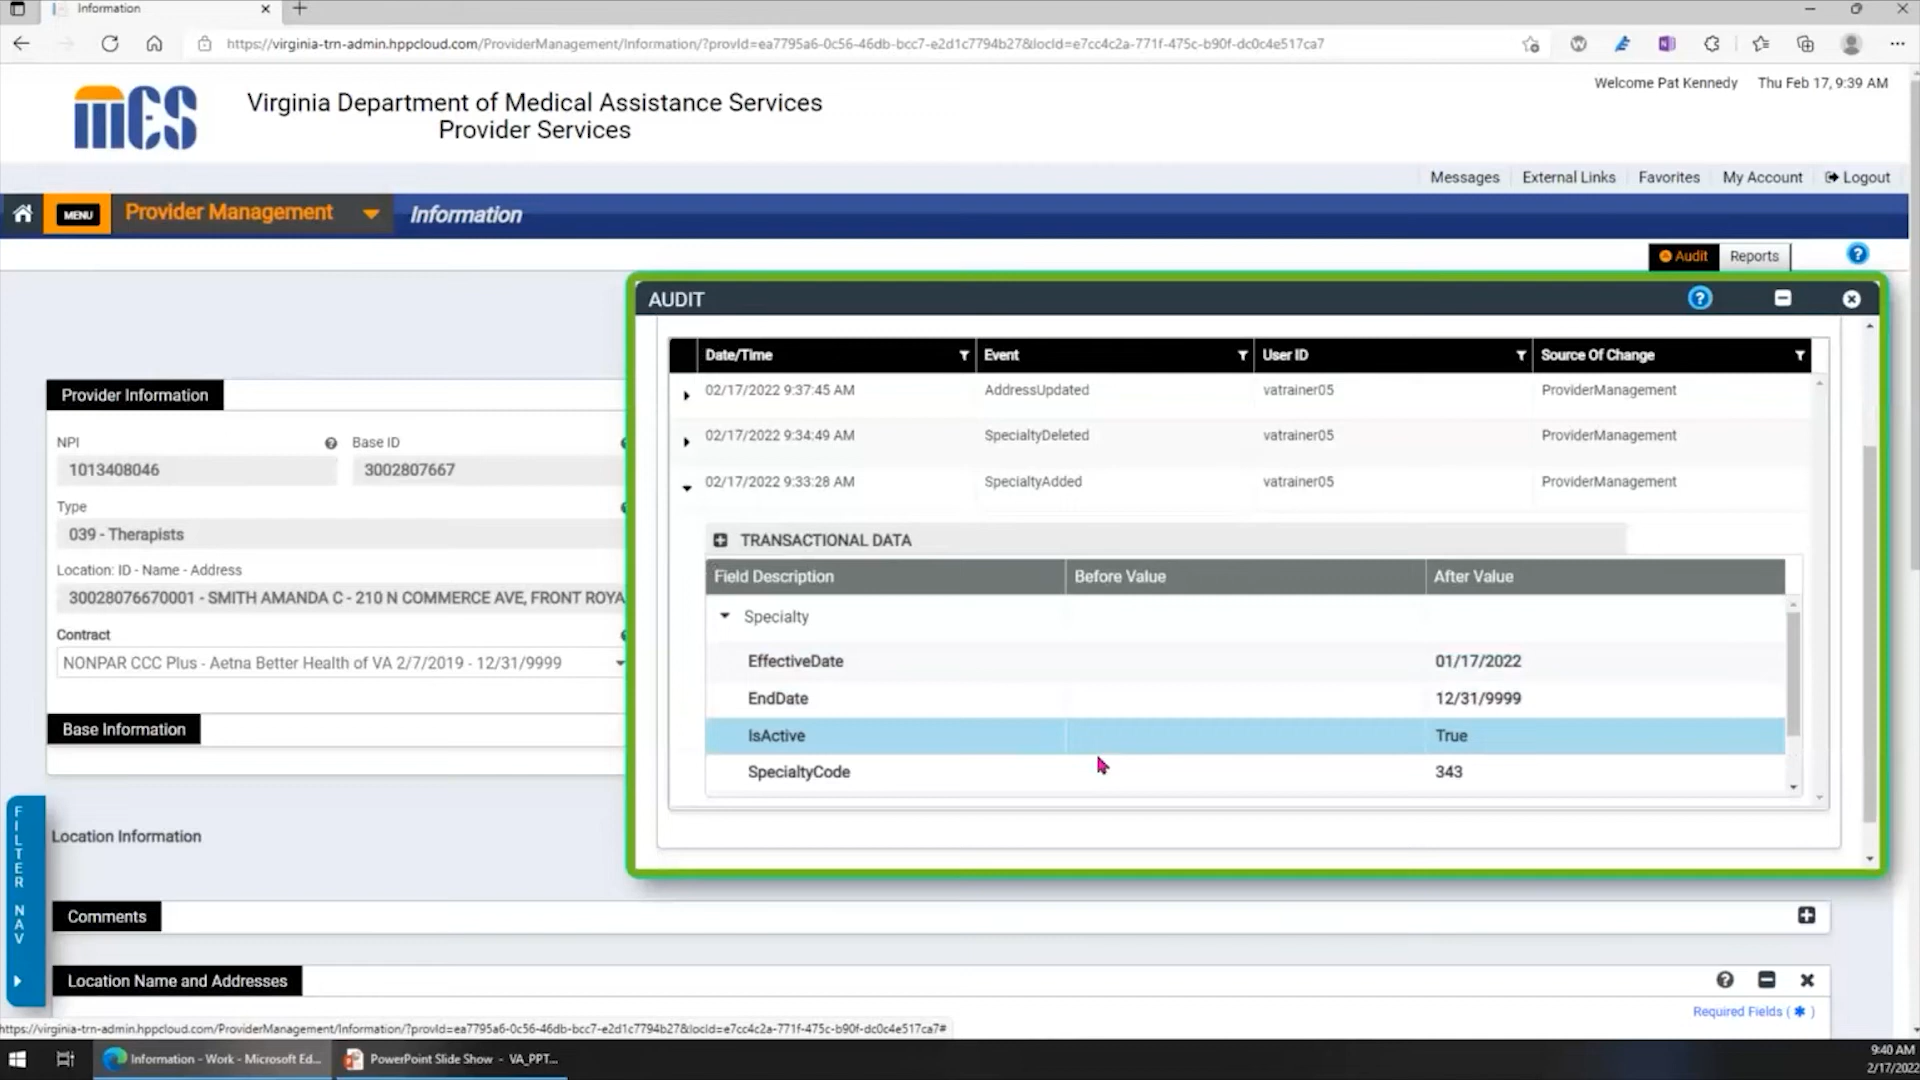 Information
https://virginia-trn-admin.hppcloud.com/ProviderManagement/Information/?provId=ea7795a6-0c56-46db-bcc7-e2d1c7794b27&locId=e7cc4c2a-771f-475c-b90f-dc0c4e517ca7
Welcome Pat Kennedy Thu Feb 17, 9:39 AM
mES
Virginia Department of Medical Assistance Services
Provider Services
Messages External Links Favorites My Account Logout
MENU Provider Management Information
Audit Reports
AUDIT
Date/Time Event User ID Source Of Change
02/17/2022 9:37:45 AM AddressUpdated vatrainer05 ProviderManagement
02/17/2022 9:34:49 AM SpecialtyDeleted vatrainer05 ProviderManagement
02/17/2022 9:33:28 AM SpecialtyAdded vatrainer05 ProviderManagement
TRANSACTIONAL DATA
Field Description Before Value After Value
Specialty
EffectiveDate 01/17/2022
EndDate 12/31/9999
IsActive True
SpecialtyCode 343
Provider Information
NPI Base ID
1013408046 3002807667
Type
039 - Therapists
Location: ID - Name - Address
30028076670001 - SMITH AMANDA C - 210 N COMMERCE AVE, FRONT ROYA
Contract
NONPAR CCC Plus - Aetna Better Health of VA 2/7/2019 - 12/31/9999
Base Information
FILTER NAV
Location Information
Comments
Location Name and Addresses
Required Fields ( * )
https://virginia-trn-admin.hppcloud.com/ProviderManagement/Information/?provId=ea7795a6-0c56-46db-bcc7-e2d1c7794b27&locId=e7cc4c2a-771f-475c-b90f-dc0c4e517ca7#
Information - Work - Microsoft Ed... PowerPoint Slide Show - VA_PPT...
9:40 AM
2/17/2022